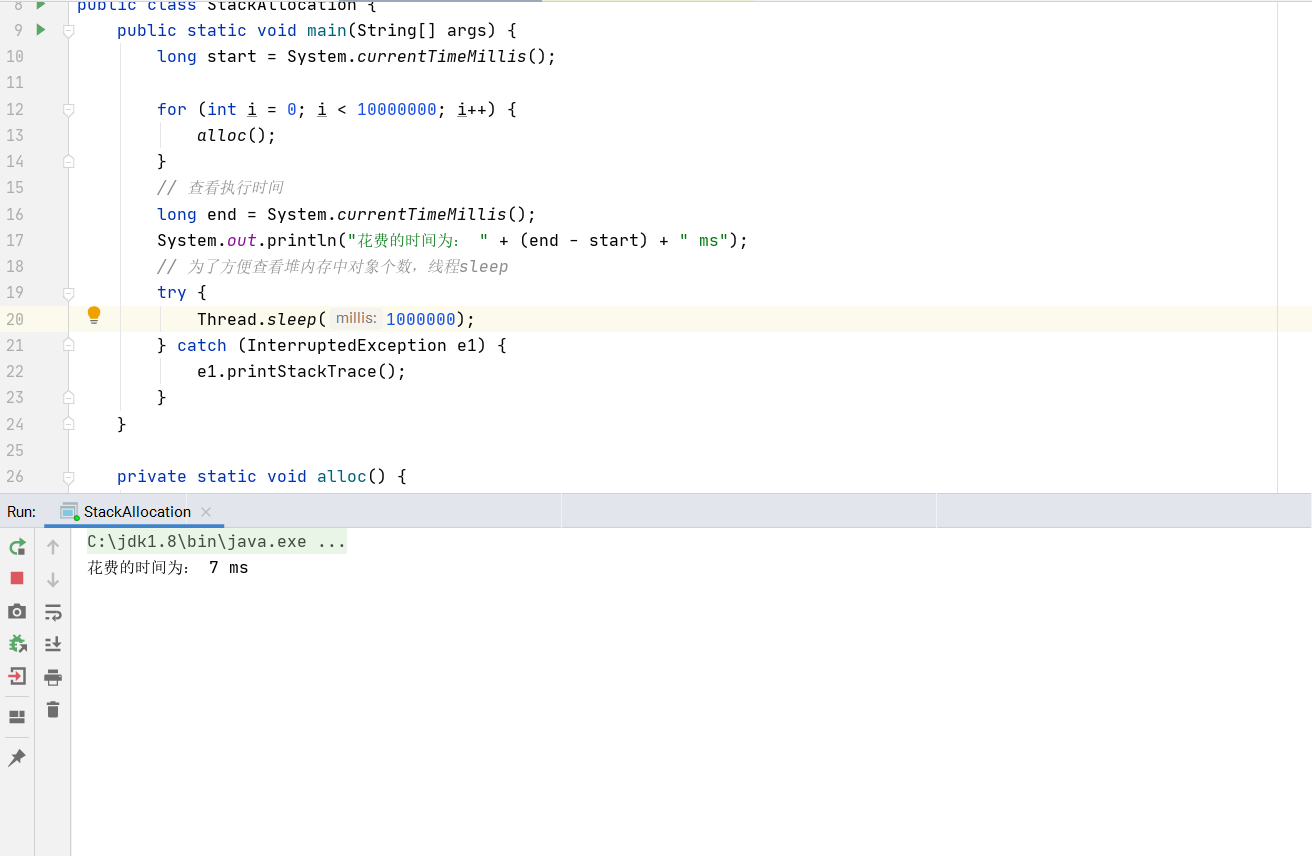 8 public class StackAllocation {
9 public static void main(String[] args) {
10 long start = System.currentTimeMillis();
11
12 for (int i = 0; i < 10000000; i++) {
13 alloc();
14 }
15 // 查看执行时间
16 long end = System.currentTimeMillis();
17 System.out.println("花费的时间为： " + (end - start) + " ms");
18 // 为了方便查看堆内存中对象个数，线程sleep
19 try {
20 Thread.sleep( millis: 1000000);
21 } catch (InterruptedException e1) {
22 e1.printStackTrace();
23 }
24 }
25
26 private static void alloc() {
Run: StackAllocation
C:\jdk1.8\bin\java.exe ...
花费的时间为： 7 ms